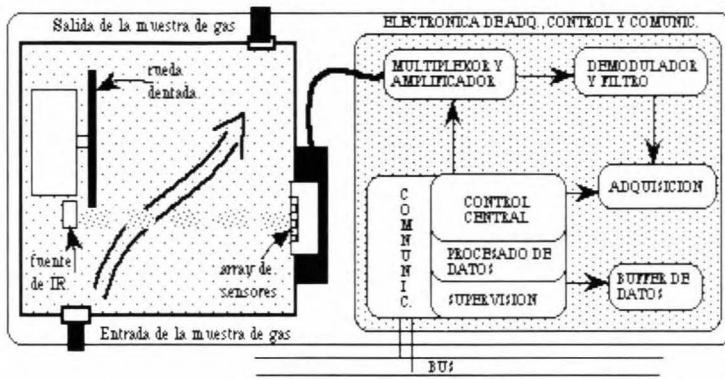 Salida de la muestra de gas
ELECTRONICA DE ADQ., CONTROL Y COMUNIC.
rueda
dentada
MULTIPLEXOR Y
AMPLIFICADOR
DEMODULADOR
Y FILTRO
ADQUISICION
COMUNIC.
CONTROL
CENTRAL
PROCESADO DE
DATOS
SUPERVISION
BUFFER DE
DATOS
fuente
de IR
array de
sensores
Entrada de la muestra de gas
BUS